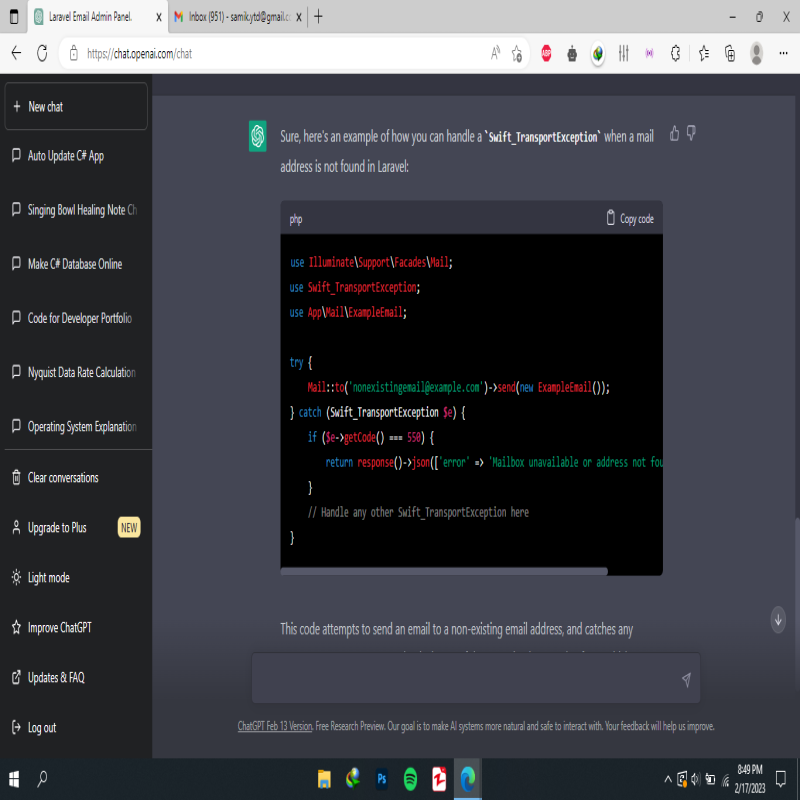 Laravel Email Admin Panel.
Inbox (951) - samik.ytd@gmail.c
https://chat.openai.com/chat
New chat
Auto Update C# App
Singing Bowl Healing Note Ch
Make C# Database Online
Code for Developer Portfolio
Nyquist Data Rate Calculation
Operating System Explanation
Clear conversations
Upgrade to Plus NEW
Light mode
Improve ChatGPT
Updates & FAQ
Log out
Sure, here's an example of how you can handle a `Swift_TransportException` when a mail
address is not found in Laravel:
php Copy code
use Illuminate\Support\Facades\Mail;
use Swift_TransportException;
use App\Mail\ExampleEmail;
try {
Mail::to('nonexistingemail@example.com')->send(new ExampleEmail());
} catch (Swift_TransportException $e) {
if ($e->getCode() === 550) {
return response()->json(['error' => 'Mailbox unavailable or address not fou
}
// Handle any other Swift_TransportException here
}
This code attempts to send an email to a non-existing email address, and catches any
ChatGPT Feb 13 Version. Free Research Preview. Our goal is to make AI systems more natural and safe to interact with. Your feedback will help us improve.
8:49 PM
2/17/2023